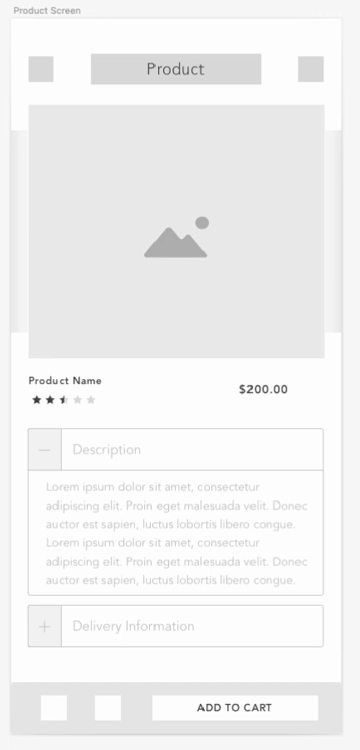 Product Screen
Product
Product Name
$200.00
Description
Lorem ipsum dolor sit amet, consectetur
adipiscing elit. Proin eget malesuada velit. Donec
auctor est sapien, luctus lobortis libero congue.
Lorem ipsum dolor sit amet, consectetur
adipiscing elit. Proin eget malesuada velit. Donec
auctor est sapien, luctus lobortis libero congue.
Delivery Information
ADD TO CART